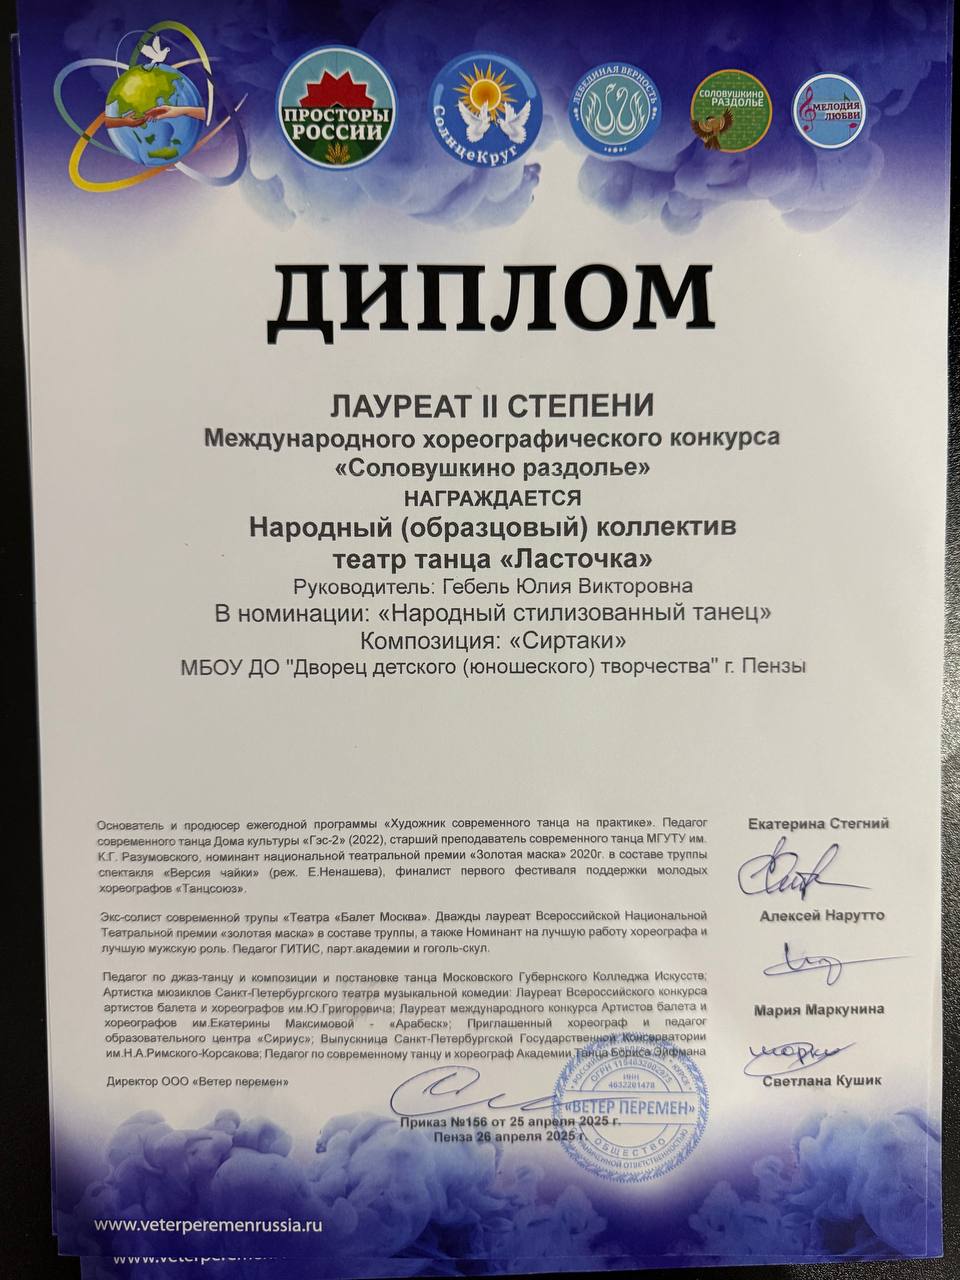 ПРОСТОРЫ
РОССИИ
СолнцеКруг
ЛЕБЕДИНАЯ ВЕРНОСТЬ
СОЛОВУШКИНО
РАЗДОЛЬЕ
МЕЛОДИЯ
ЛЮБВИ
ДИПЛОМ
ЛАУРЕАТ II СТЕПЕНИ
Международного хореографического конкурса
«Соловушкино раздолье»
НАГРАЖДАЕТСЯ
Народный (образцовый) коллектив
театр танца «Ласточка»
Руководитель: Гебель Юлия Викторовна
В номинации: «Народный стилизованный танец»
Композиция: «Сиртаки»
МБОУ ДО "Дворец детского (юношеского) творчества" г. Пензы
Основатель и продюсер ежегодной программы «Художник современного танца на практике». Педагог
современного танца Дома культуры «Гэс-2» (2022), старший преподаватель современного танца МГУТУ им.
К.Г. Разумовского, номинант национальной театральной премии «Золотая маска» 2020г. в составе труппы
спектакля «Версия чайки» (реж. Е.Ненашева), финалист первого фестиваля поддержки молодых
хореографов «Танцсоюз».
Екатерина Стегний
Экс-солист современной трупы «Театра «Балет Москва». Дважды лауреат Всероссийской Национальной
Театральной премии «золотая маска» в составе труппы, а также Номинант на лучшую работу хореографа и
лучшую мужскую роль. Педагог ГИТИС, парт.академии и гоголь-скул.
Алексей Нарутто
Педагог по джаз-танцу и композиции и постановке танца Московского Губернского Колледжа Искусств;
Артистка мюзиклов Санкт-Петербургского театра музыкальной комедии: Лауреат Всероссийского конкурса
артистов балета и хореографов им.Ю.Григоровича; Лауреат международного конкурса Артистов балета и
хореографов им.Екатерины Максимовой - «Арабеск»; Приглашенный хореограф и педагог
образовательного центра «Сириус»; Выпускница Санкт-Петербургской Государственной Консерватории
им.Н.А.Римского-Корсакова; Педагог по современному танцу и хореограф Академии Танца Бориса Эйфмана
Мария Маркунина
Директор ООО «Ветер перемен»
Светлана Кушик
ИНН
4632201478
«ВЕТЕР ПЕРЕМЕН»
ОБЩЕСТВО
Приказ №156 от 25 апреля 2025 г.
Пенза 26 апреля 2025 г.
www.veterperemenrussia.ru